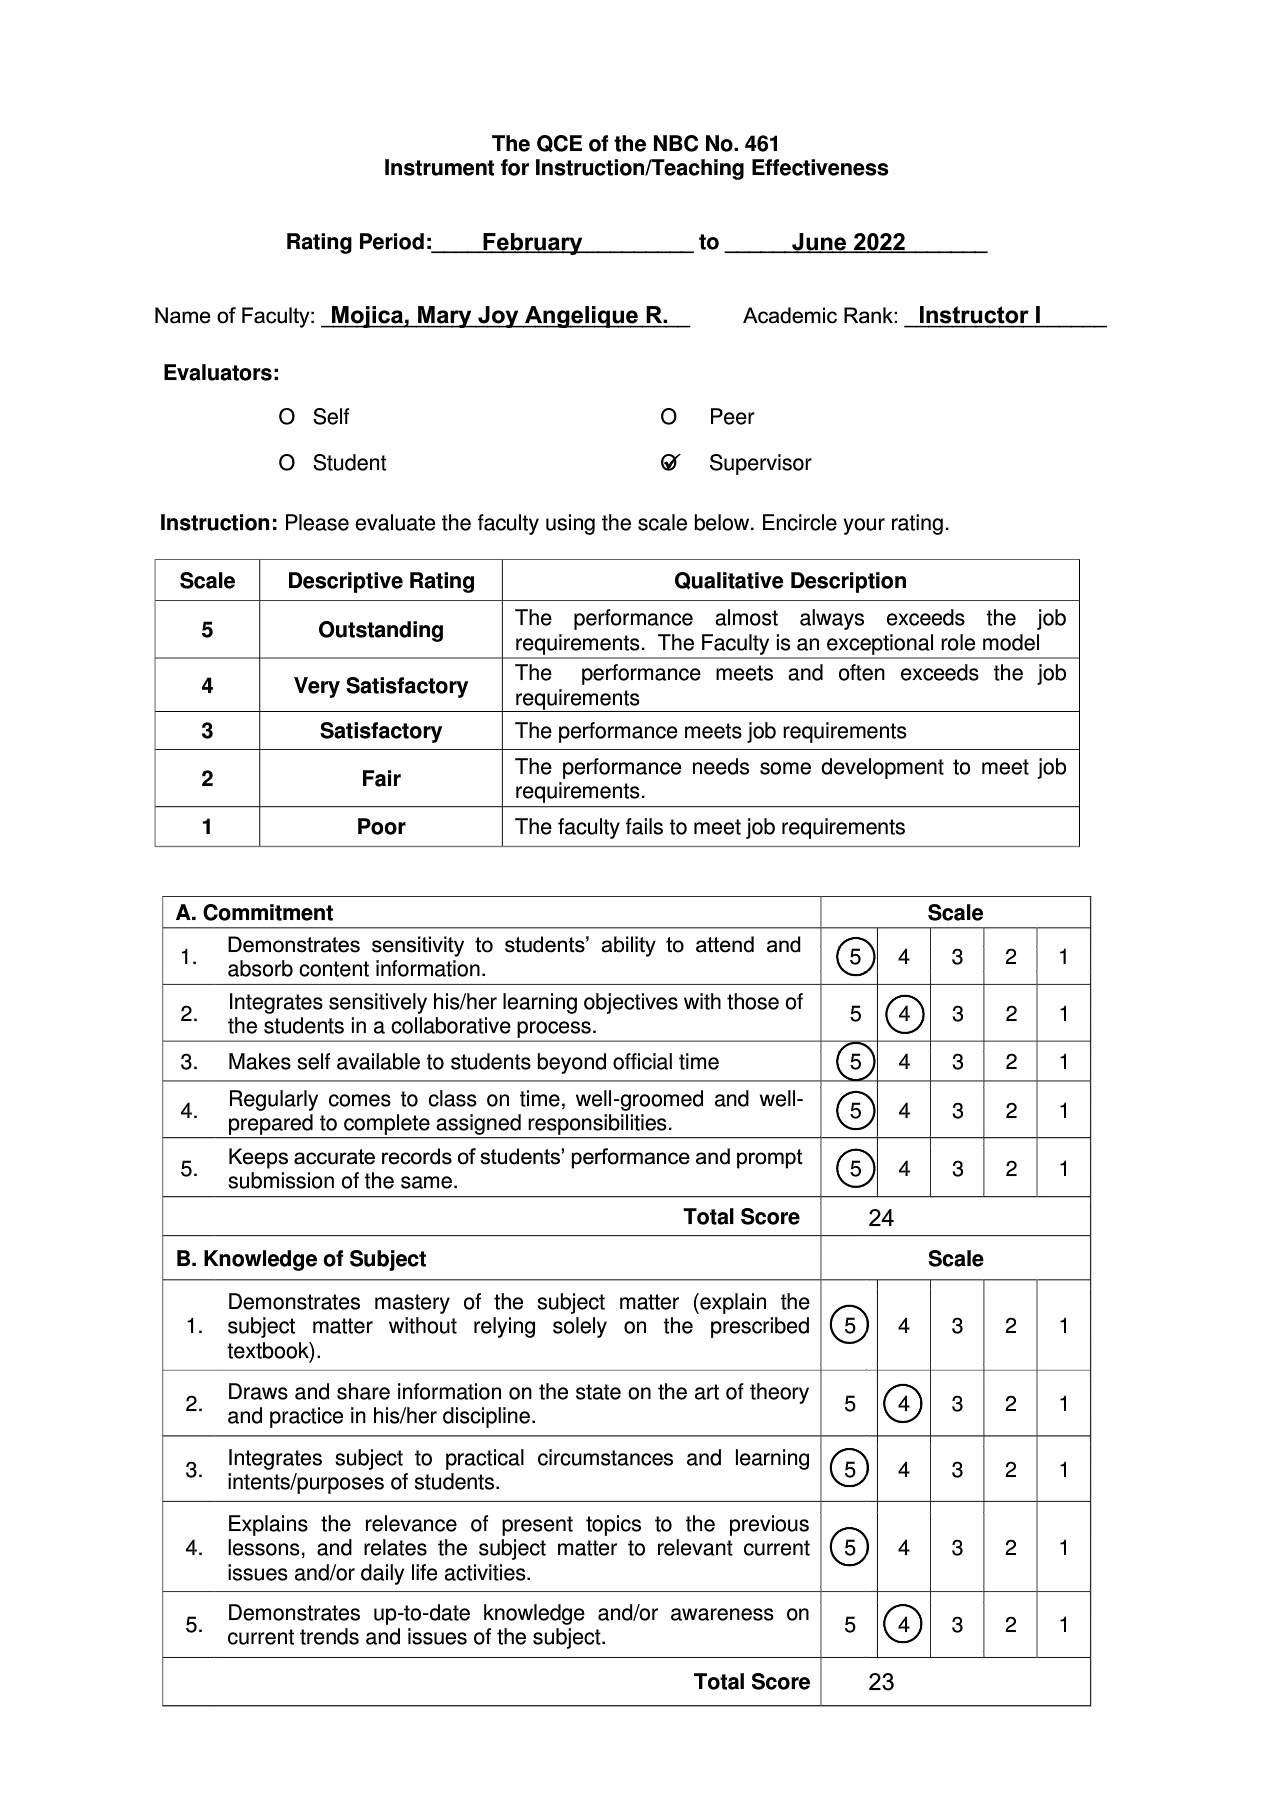 The QCE of the NBC No. 461
Instrument for Instruction/Teaching Effectiveness
Rating Period: February to June 2022
Name of Faculty: Mojica, Mary Joy Angelique R. Academic Rank: Instructor I
Evaluators:
O Self O Peer
O Student O Supervisor
Instruction: Please evaluate the faculty using the scale below. Encircle your rating.
Scale Descriptive Rating Qualitative Description
5 Outstanding The performance almost always exceeds the job
requirements. The Faculty is an exceptional role model
4 Very Satisfactory The performance meets and often exceeds the job
requirements
3 Satisfactory The performance meets job requirements
2 Fair The performance needs some development to meet job
requirements.
1 Poor The faculty fails to meet job requirements
A. Commitment Scale
1. Demonstrates sensitivity to students’ ability to attend and
absorb content information. 5 4 3 2 1
2. Integrates sensitively his/her learning objectives with those of
the students in a collaborative process. 5 4 3 2 1
3. Makes self available to students beyond official time 5 4 3 2 1
4. Regularly comes to class on time, well-groomed and well-
prepared to complete assigned responsibilities. 5 4 3 2 1
5. Keeps accurate records of students’ performance and prompt
submission of the same. 5 4 3 2 1
Total Score 24
B. Knowledge of Subject Scale
1. Demonstrates mastery of the subject matter (explain the
subject matter without relying solely on the prescribed
textbook). 5 4 3 2 1
2. Draws and share information on the state on the art of theory
and practice in his/her discipline. 5 4 3 2 1
3. Integrates subject to practical circumstances and learning
intents/purposes of students. 5 4 3 2 1
4. Explains the relevance of present topics to the previous
lessons, and relates the subject matter to relevant current
issues and/or daily life activities. 5 4 3 2 1
5. Demonstrates up-to-date knowledge and/or awareness on
current trends and issues of the subject. 5 4 3 2 1
Total Score 23